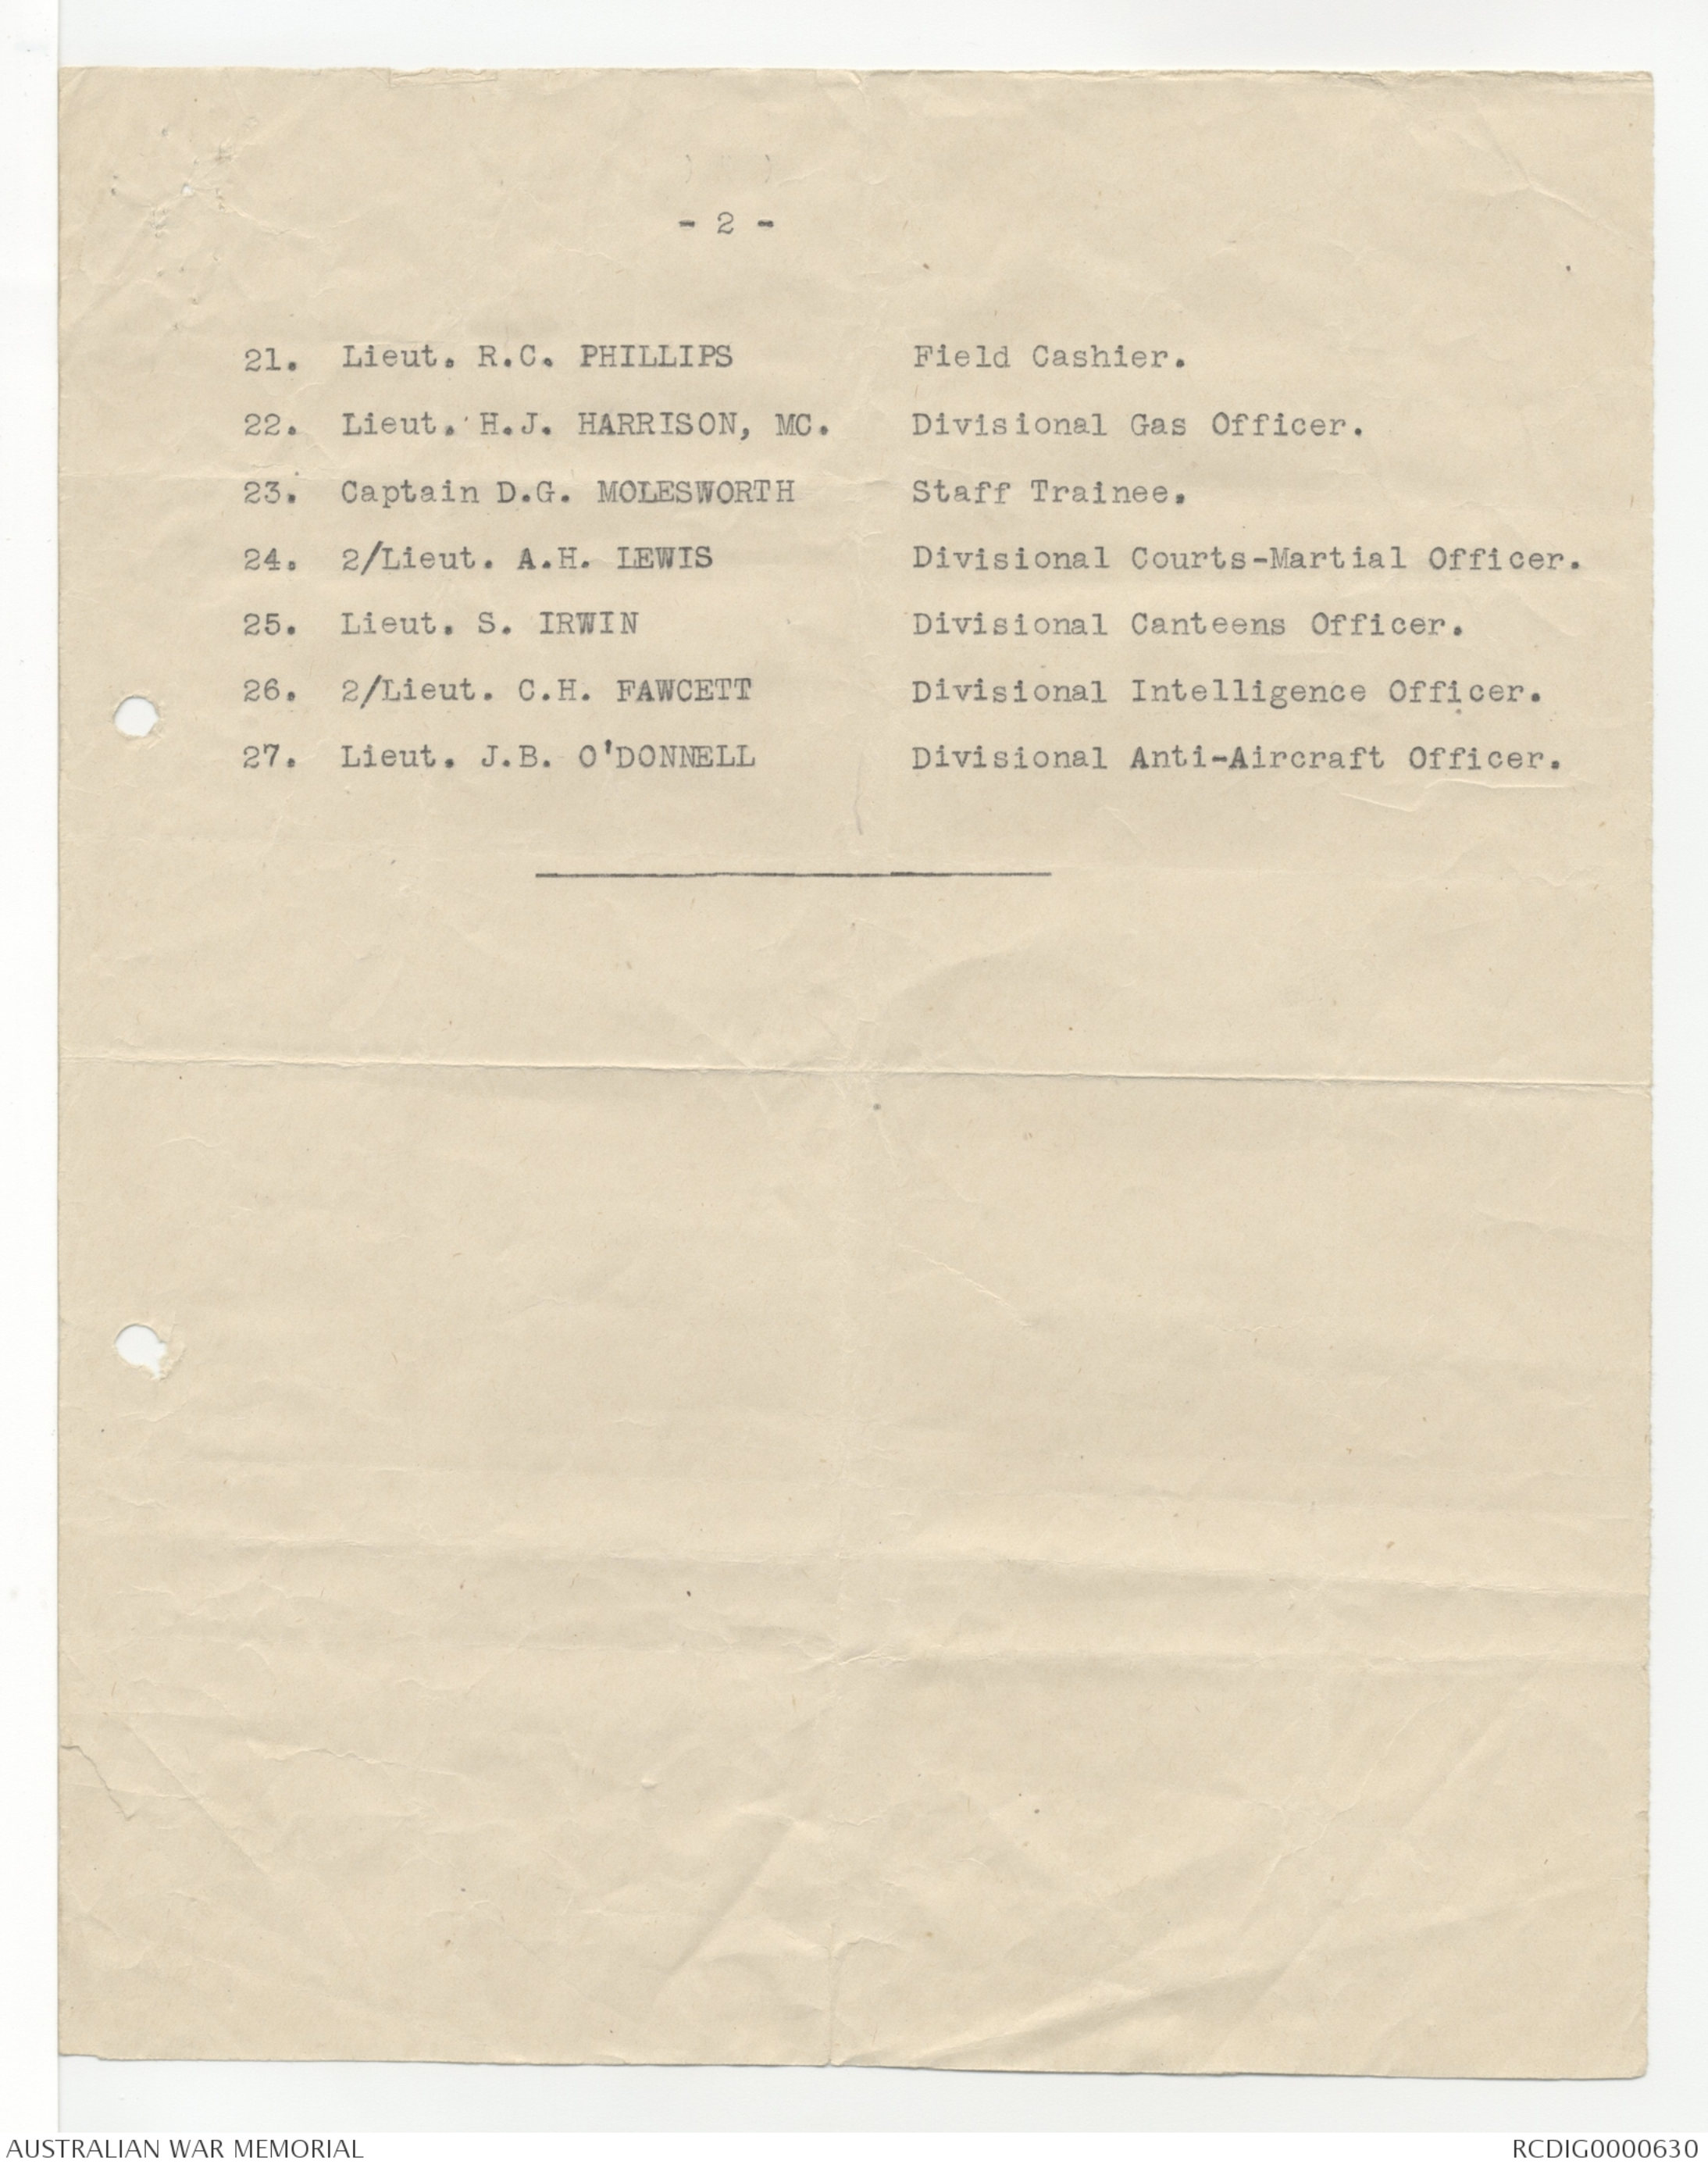 - 2 -
21. Lieut. R.C. PHILLIPS Field Cashier.
22. Lieut. H.J. HARRISON, MC. Divisional Gas Officer.
23. Captain D.G. MOLESWORTH Staff Trainee.
24. 2/Lieut. A.H. LEWIS Divisional Courts-Martial Officer.
25. Lieut. S. IRWIN Divisional Canteens Officer.
26. 2/Lieut. C.H. FAWCETT Divisional Intelligence Officer.
27. Lieut. J.B. O'DONNELL Divisional Anti-Aircraft Officer.
AUSTRALIAN WAR MEMORIAL RCDIG0000630